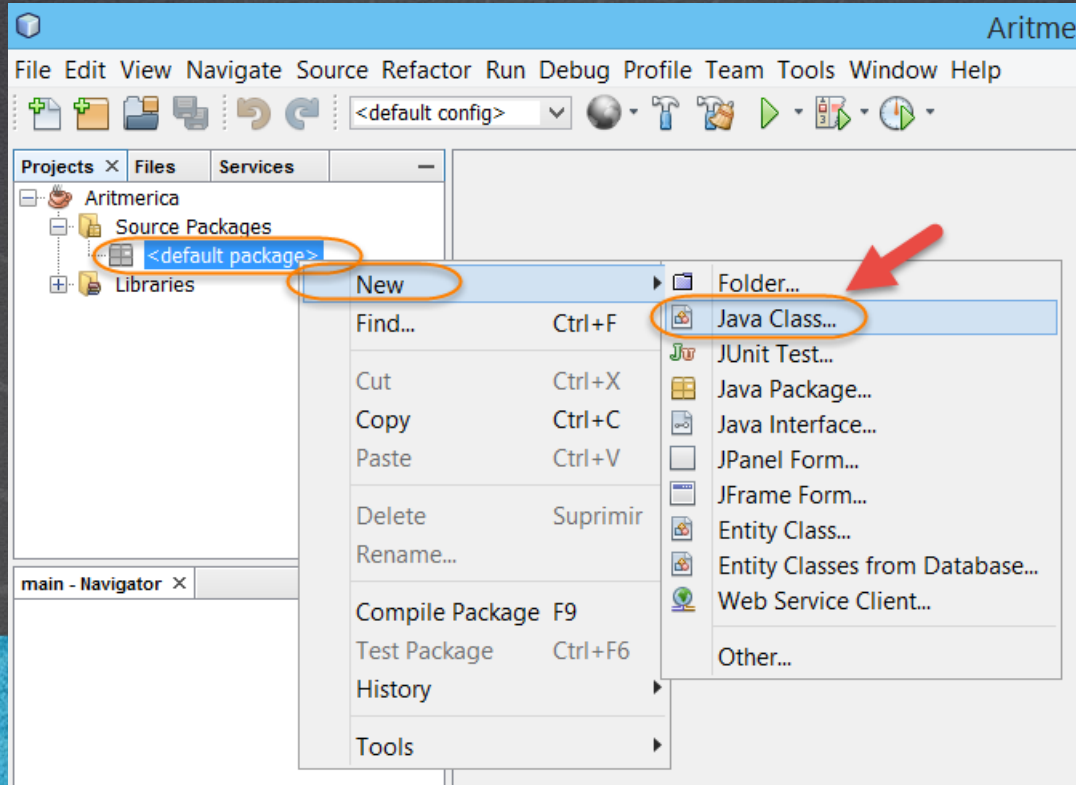 Aritme
File Edit View Navigate Source Refactor Run Debug Profile Team Tools Window Help
<default config>
Projects Files Services
Aritmerica
Source Packages
<default package>
Libraries
New
Find... Ctrl+F
Cut Ctrl+X
Copy Ctrl+C
Paste Ctrl+V
Delete Suprimir
Rename...
Compile Package F9
Test Package Ctrl+F6
History
Tools
Folder...
Java Class...
JUnit Test...
Java Package...
Java Interface...
JPanel Form...
JFrame Form...
Entity Class...
Entity Classes from Database...
Web Service Client...
Other...
main - Navigator